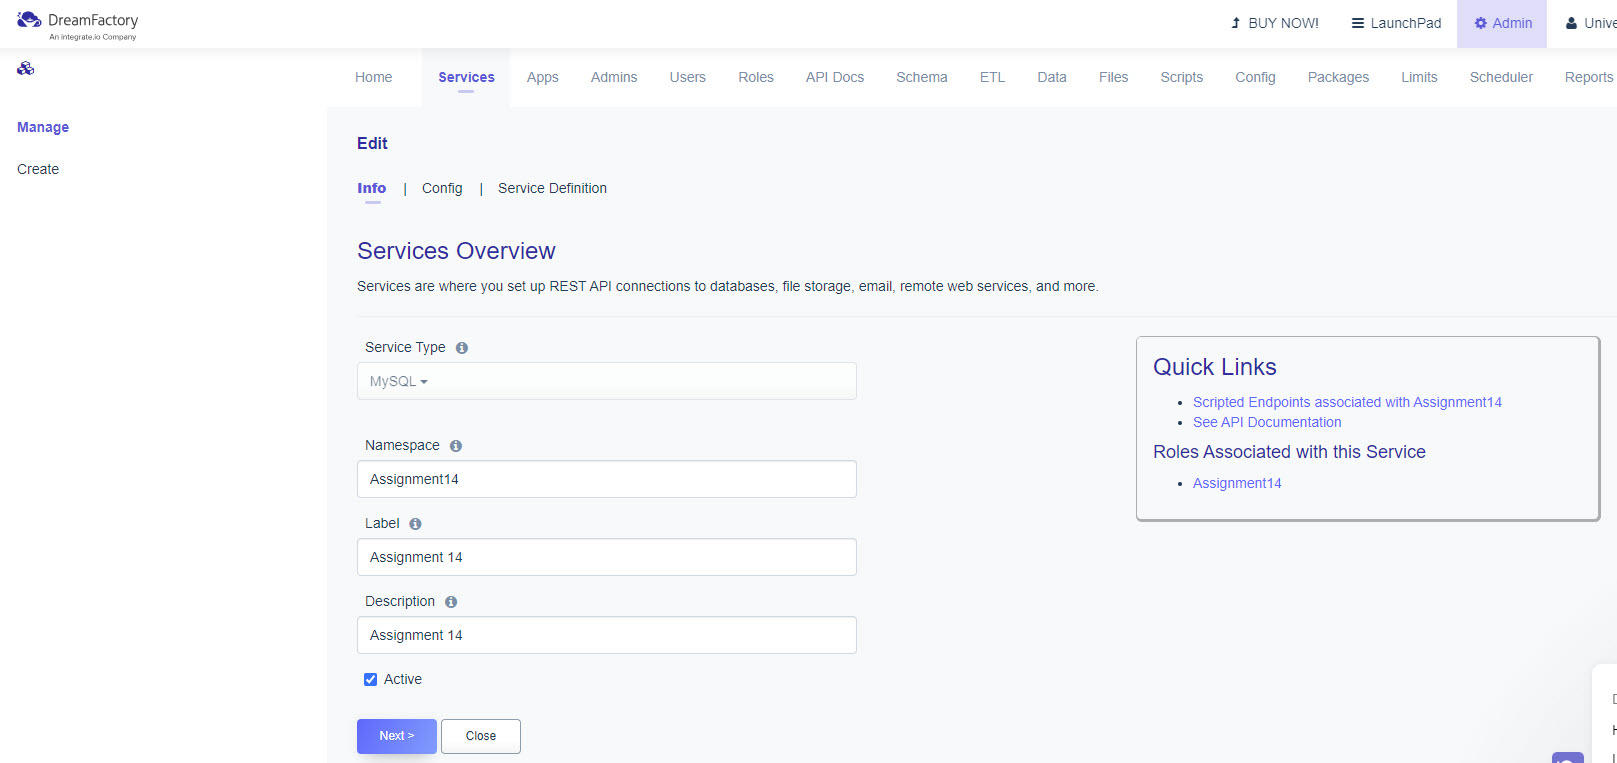 DreamFactory
An integrate.io Company
BUY NOW! LaunchPad Admin
Home Services Apps Admins Users Roles API Docs Schema ETL Data Files Scripts Config Packages Limits Scheduler Reports
Manage
Create
Edit
Info | Config | Service Definition
Services Overview
Services are where you set up REST API connections to databases, file storage, email, remote web services, and more.
Service Type
MySQL
Namespace
Assignment14
Label
Assignment 14
Description
Assignment 14
Active
Next > Close
Quick Links
Scripted Endpoints associated with Assignment14
See API Documentation
Roles Associated with this Service
Assignment14